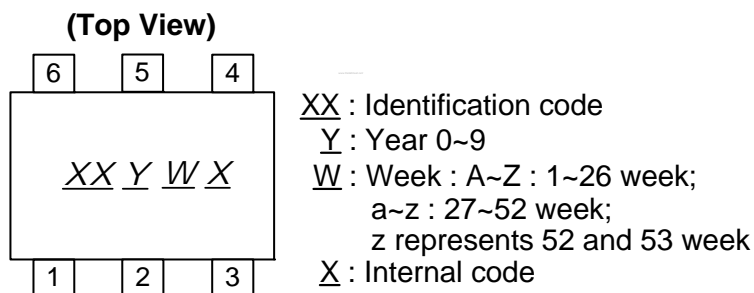 (Top View)
6 5 4
XX Y W X
1 2 3
XX : Identification code
Y : Year 0~9
W : Week : A~Z : 1~26 week;
a~z : 27~52 week;
z represents 52 and 53 week
X : Internal code